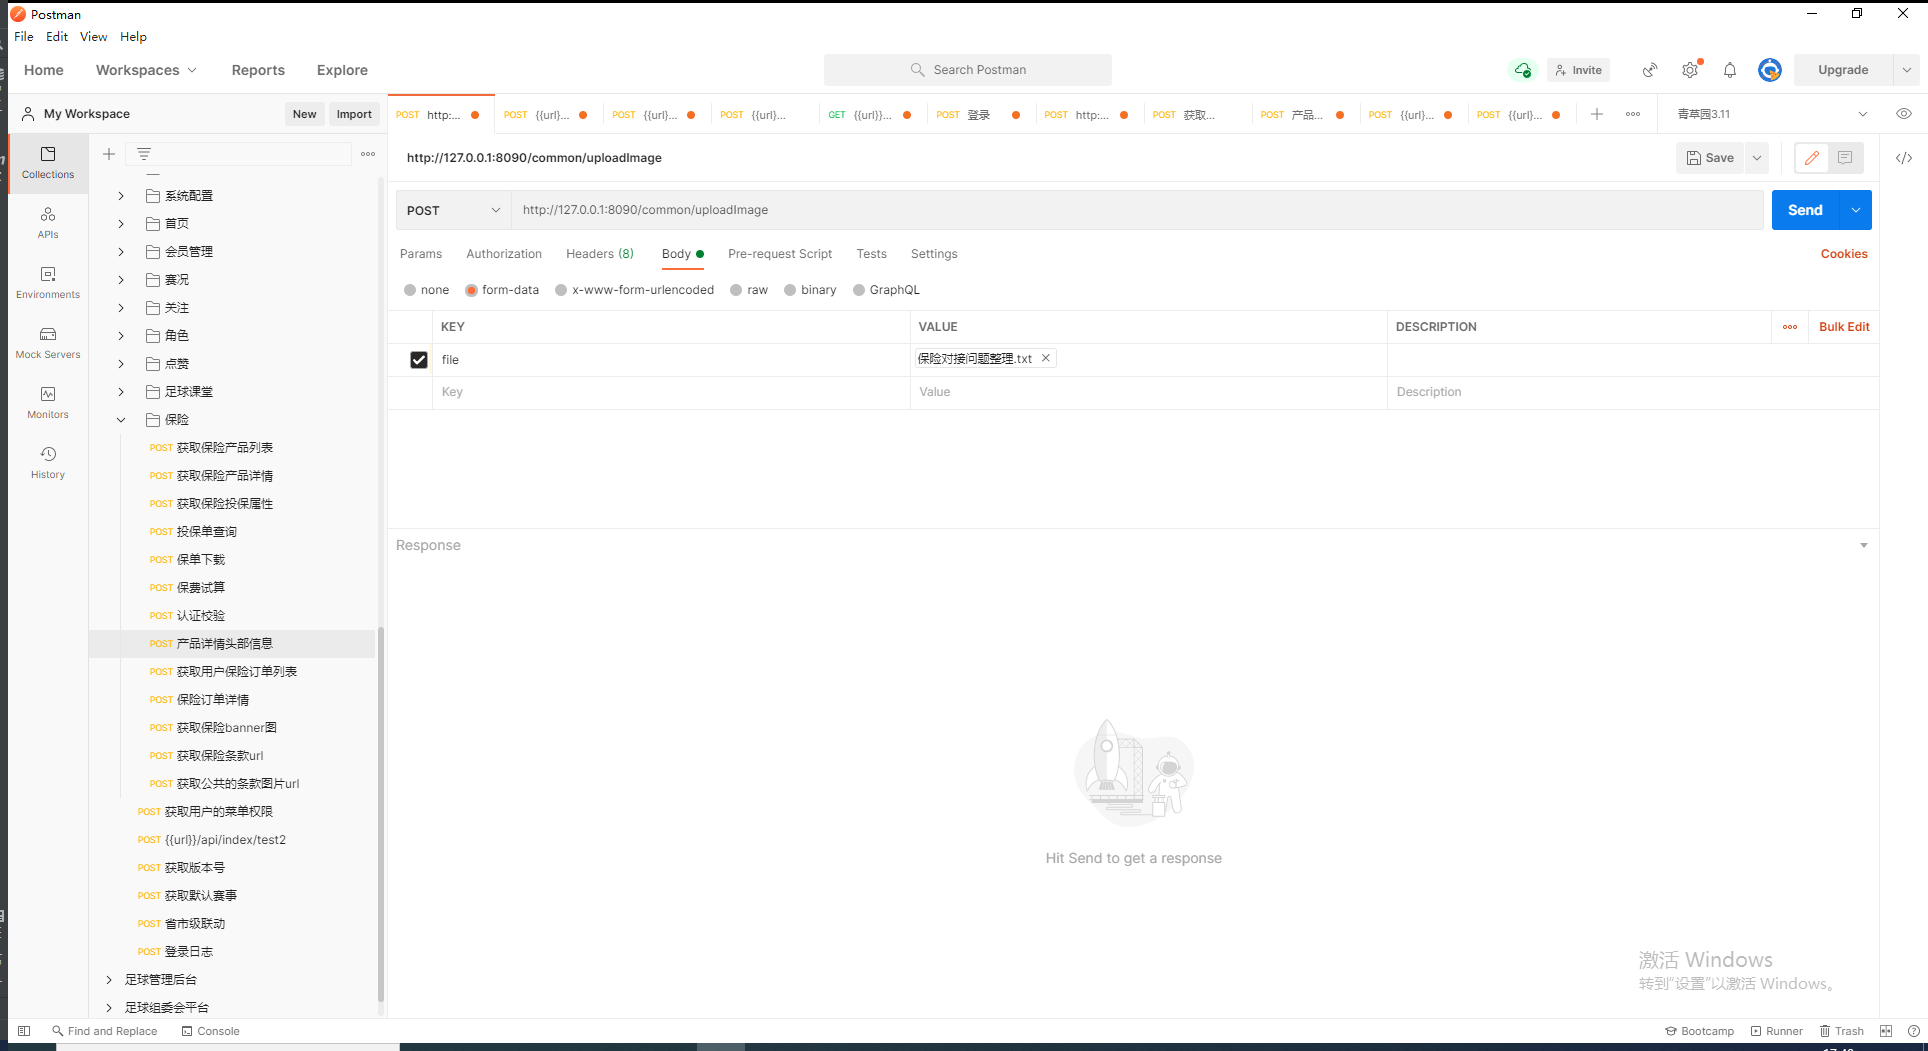 Postman
File Edit View Help
Home Workspaces Reports Explore Search Postman Invite Upgrade
My Workspace New Import
POST http:... POST {{url}... POST {{url}... POST {{url}... GET {{url}}... POST 登录 POST http:... POST 获取... POST 产品... POST {{url}... POST {{url}... 青草园3.11
http://127.0.0.1:8090/common/uploadImage Save
POST http://127.0.0.1:8090/common/uploadImage Send
Params Authorization Headers (8) Body Pre-request Script Tests Settings Cookies
none form-data x-www-form-urlencoded raw binary GraphQL
KEY VALUE DESCRIPTION Bulk Edit
file 保险对接问题整理.txt
Key Value Description
Response
Hit Send to get a response
Collections
APIs
Environments
Mock Servers
Monitors
History
系统配置
首页
会员管理
赛况
关注
角色
点赞
足球课堂
保险
POST 获取保险产品列表
POST 获取保险产品详情
POST 获取保险投保属性
POST 投保单查询
POST 保单下载
POST 保费试算
POST 认证校验
POST 产品详情头部信息
POST 获取用户保险订单列表
POST 保险订单详情
POST 获取保险banner图
POST 获取保险条款url
POST 获取公共的条款图片url
POST 获取用户的菜单权限
POST {{url}}/api/index/test2
POST 获取版本号
POST 获取默认赛事
POST 省市级联动
POST 登录日志
足球管理后台
足球组委会平台
激活 Windows
转到"设置"以激活 Windows。
Find and Replace Console Bootcamp Runner Trash